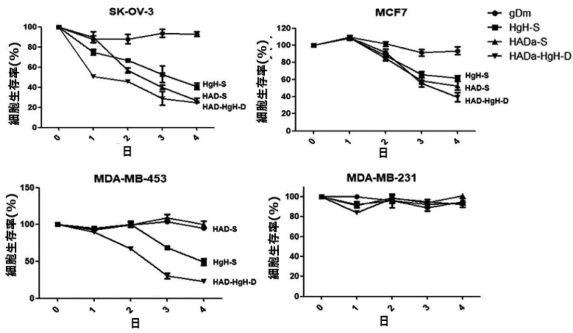 SK-OV-3
細胞生存率(%)
100
80
60
40
20
0
0 1 2 3 4
日
HgH-S
HAD-S
HAD-HgH-D
MCF7
細胞生存率(%)
120
100
80
60
40
20
0
0 1 2 3 4
日
HgH-S
HAD-S
HAD-HgH-D
gDm
HgH-S
HADa-S
HADa-HgH-D
MDA-MB-453
細胞生存率(%)
150
100
50
0
0 1 2 3 4
日
HAD-S
HgH-S
HAD-HgH-D
MDA-MB-231
細胞生存率(%)
100
80
60
40
20
0
0 1 2 3 4
日